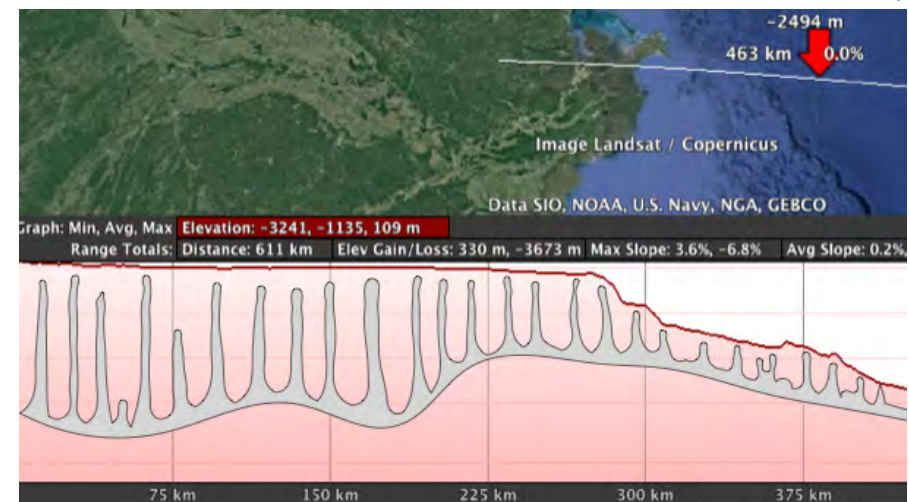 -2494 m
463 km 0.0%
Image Landsat / Copernicus
Data SIO, NOAA, U.S. Navy, NGA, GEBCO
Graph: Min, Avg, Max Elevation: -3241, -1135, 109 m
Range Totals: Distance: 611 km Elev Gain/Loss: 330 m, -3673 m Max Slope: 3.6%, -6.8% Avg Slope: 0.2%,
75 km 150 km 225 km 300 km 375 km